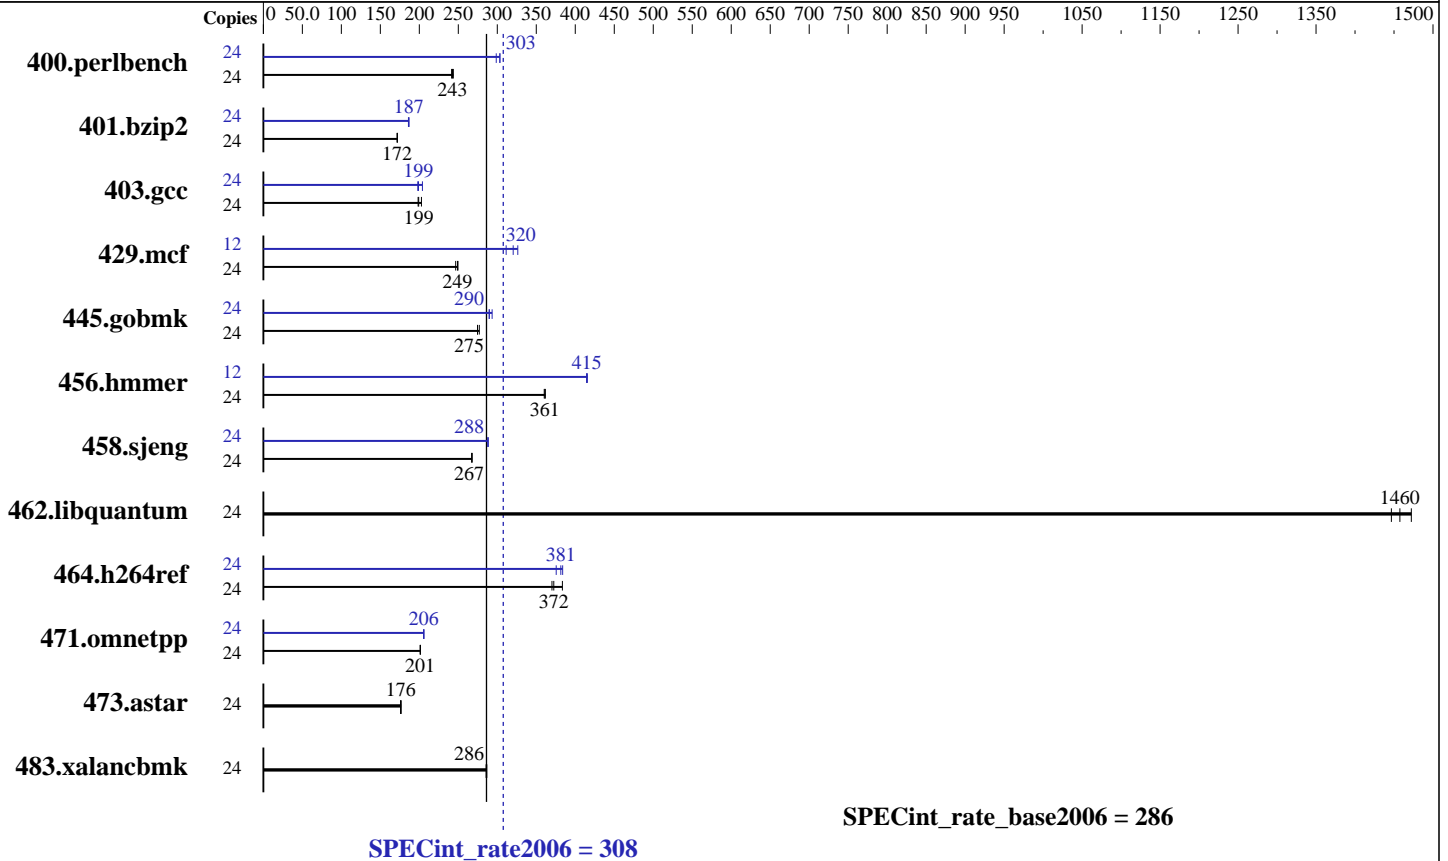 Copies 0 50.0 100 150 200 250 300 350 400 450 500 550 600 650 700 750 800 850 900 950 1050 1150 1250 1350 1500
400.perlbench 24 303
24 243
401.bzip2 24 187
24 172
403.gcc 24 199
24 199
429.mcf 12 320
24 249
445.gobmk 24 290
24 275
456.hmmer 12 415
24 361
458.sjeng 24 288
24 267
462.libquantum 24 1460
464.h264ref 24 381
24 372
471.omnetpp 24 206
24 201
473.astar 24 176
483.xalancbmk 24 286
SPECint_rate_base2006 = 286
SPECint_rate2006 = 308